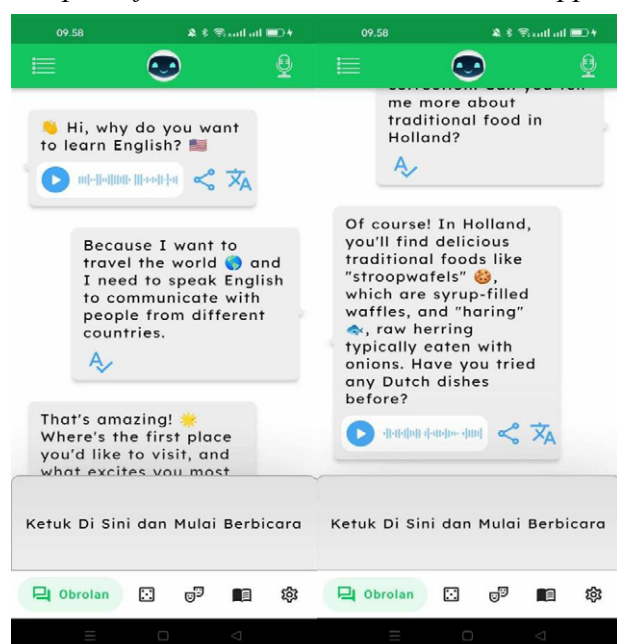 09.58
👋 Hi, why do you want
to learn English? 🇺🇸
Because I want to
travel the world 🌎 and
I need to speak English
to communicate with
people from different
countries.
That's amazing! 🌟
Where's the first place
you'd like to visit, and
what excites you most
Ketuk Di Sini dan Mulai Berbicara
Obrolan
09.58
me more about
traditional food in
Holland?
Of course! In Holland,
you'll find delicious
traditional foods like
"stroopwafels" 🍪,
which are syrup-filled
waffles, and "haring"
🐟, raw herring
typically eaten with
onions. Have you tried
any Dutch dishes
before?
Ketuk Di Sini dan Mulai Berbicara
Obrolan